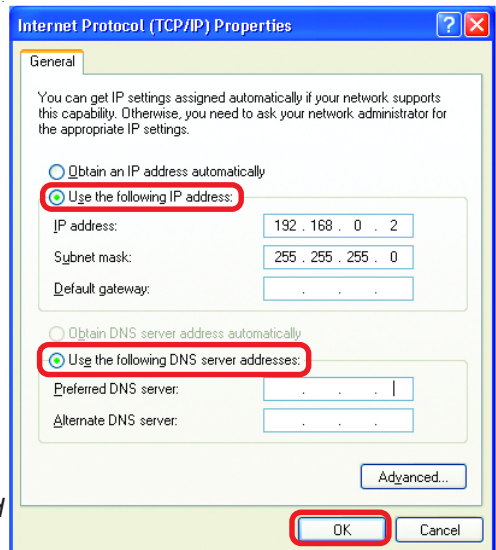 Internet Protocol (TCP/IP) Properties
General
You can get IP settings assigned automatically if your network supports
this capability. Otherwise, you need to ask your network administrator for
the appropriate IP settings.
Obtain an IP address automatically
Use the following IP address:
IP address: 192 . 168 . 0 . 2
Subnet mask: 255 . 255 . 255 . 0
Default gateway: . . .
Obtain DNS server address automatically
Use the following DNS server addresses:
Preferred DNS server: . . .
Alternate DNS server: . . .
Advanced...
OK Cancel